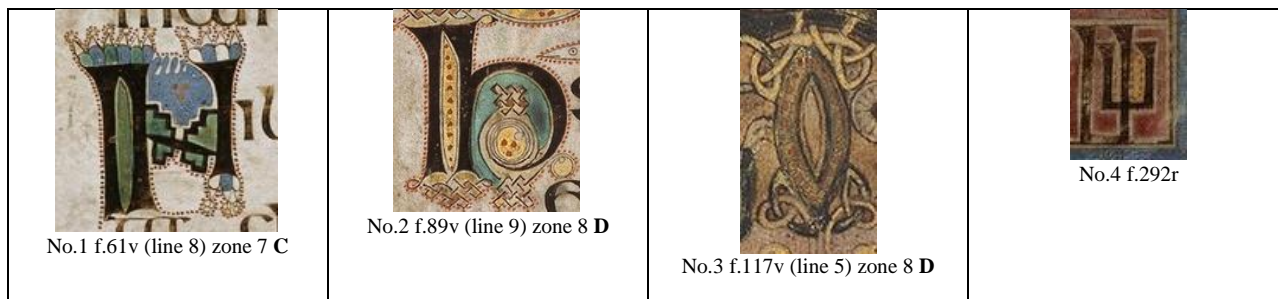 No.1 f.61v (line 8) zone 7 C
No.2 f.89v (line 9) zone 8 D
No.3 f.117v (line 5) zone 8 D
No.4 f.292r